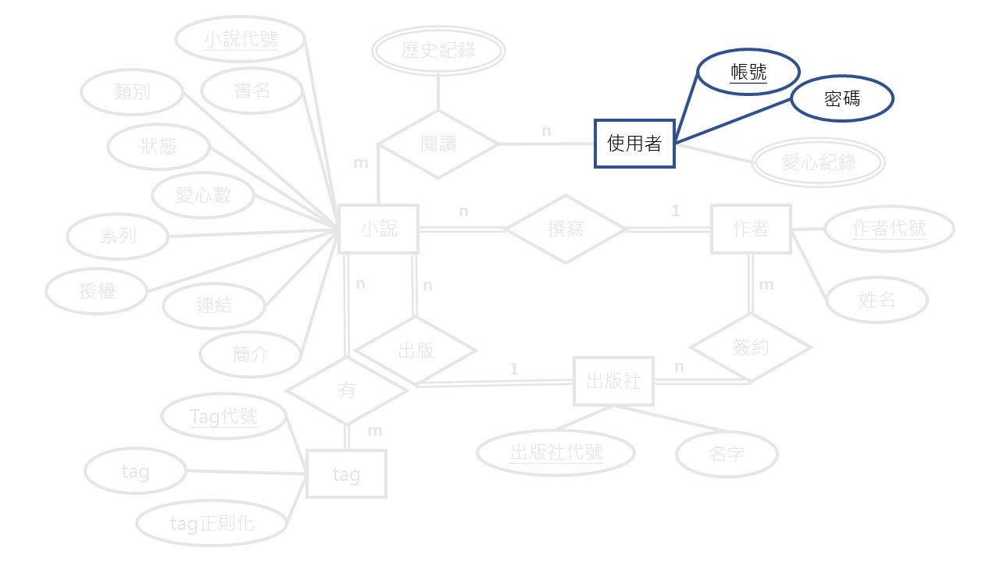 小說代號
歷史紀錄
帳號
類別
書名
密碼
狀態
閱讀
n
使用者
m
愛心紀錄
愛心數
系列
小說
n
撰寫
1
作者
作者代號
授權
連結
n
n
m
姓名
簡介
出版
簽約
有
1
出版社
n
Tag代號
m
出版社代號
名字
tag
tag
tag正則化